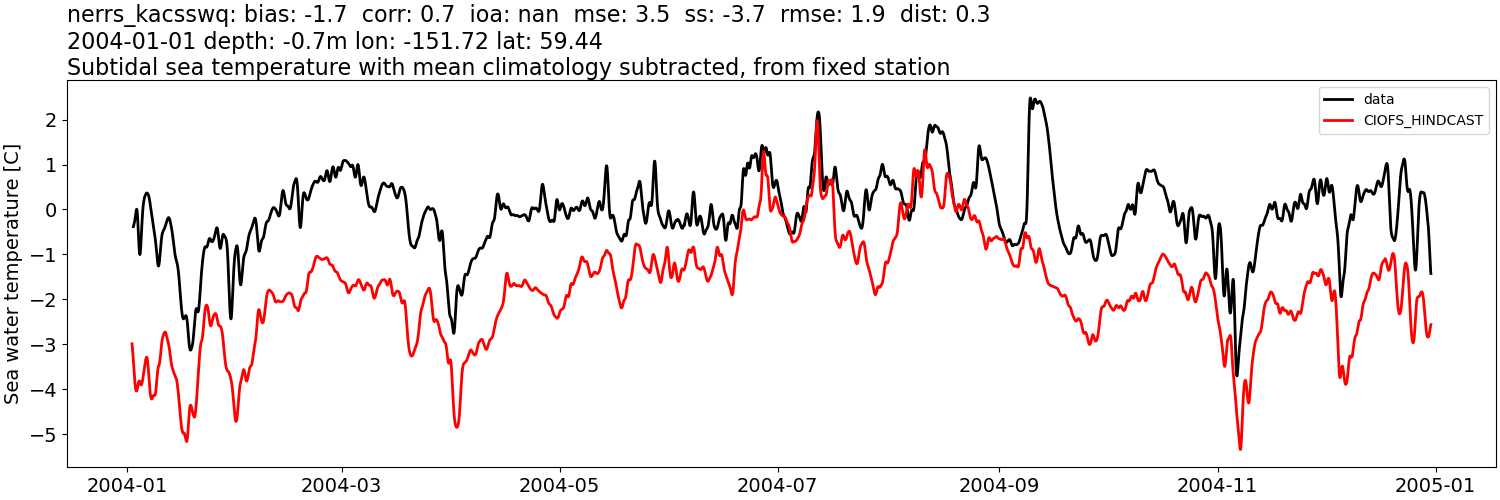 nerrs_kacsswq: bias: -1.7  corr: 0.7  ioa: nan  mse: 3.5  ss: -3.7  rmse: 1.9  dist: 0.3
2004-01-01 depth: -0.7m lon: -151.72 lat: 59.44
Subtidal sea temperature with mean climatology subtracted, from fixed station
data
CIOFS_HINDCAST
Sea water temperature [C]
2
1
0
−1
−2
−3
−4
−5
2004-01
2004-03
2004-05
2004-07
2004-09
2004-11
2005-01